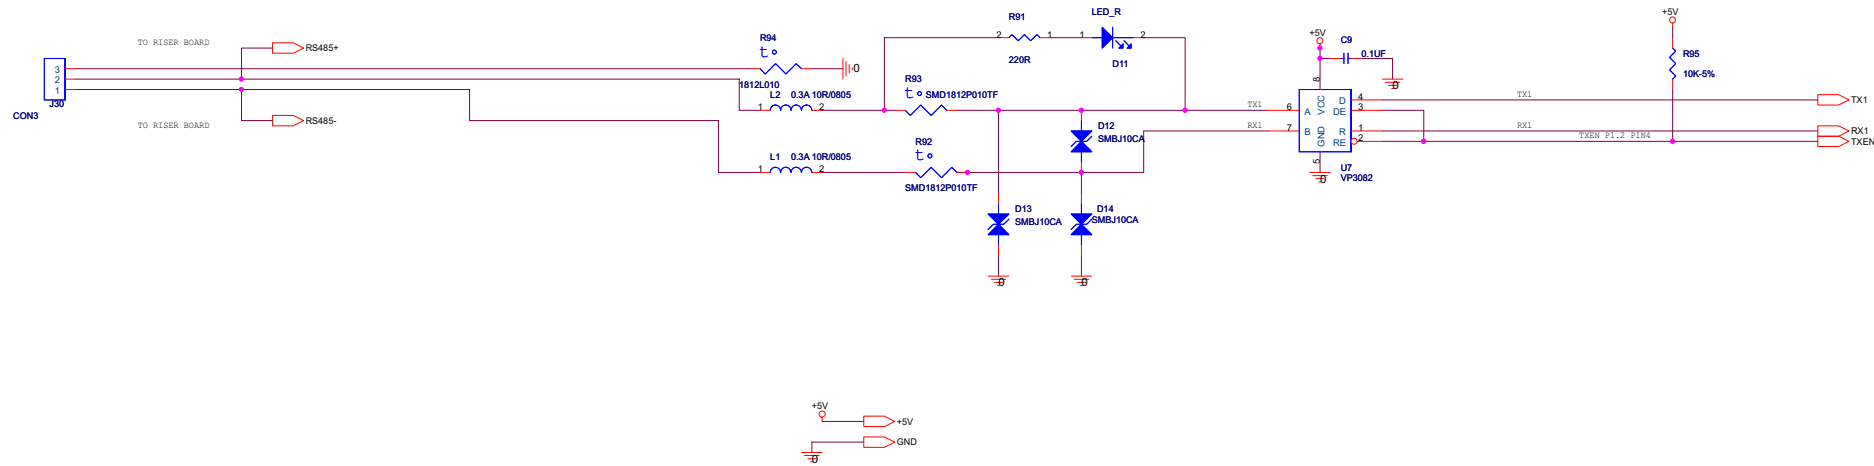 TO RISER BOARD
RS485+
3
2
1
J30
CON3
TO RISER BOARD
RS485-
R94
t°
1812L010
0
L2 0.3A 10R/0805
1 2
R91
2 1
220R
LED_R
1 2
D11
R93
t° SMD1812P010TF
L1 0.3A 10R/0805
1 2
R92
t°
SMD1812P010TF
D12
SMBJ10CA
D13
SMBJ10CA
D14
SMBJ10CA
0
0
TX1
RX1
+5V
C9
0.1UF
0
8
6 A VCC D 4
DE 3
7 B GND R 1
RE 2
5
0
U7
VP3082
+5V
R95
10K-5%
TX1
RX1
TXEN P1.2 PIN4
TX1
RX1
TXEN
+5V
+5V
GND
0